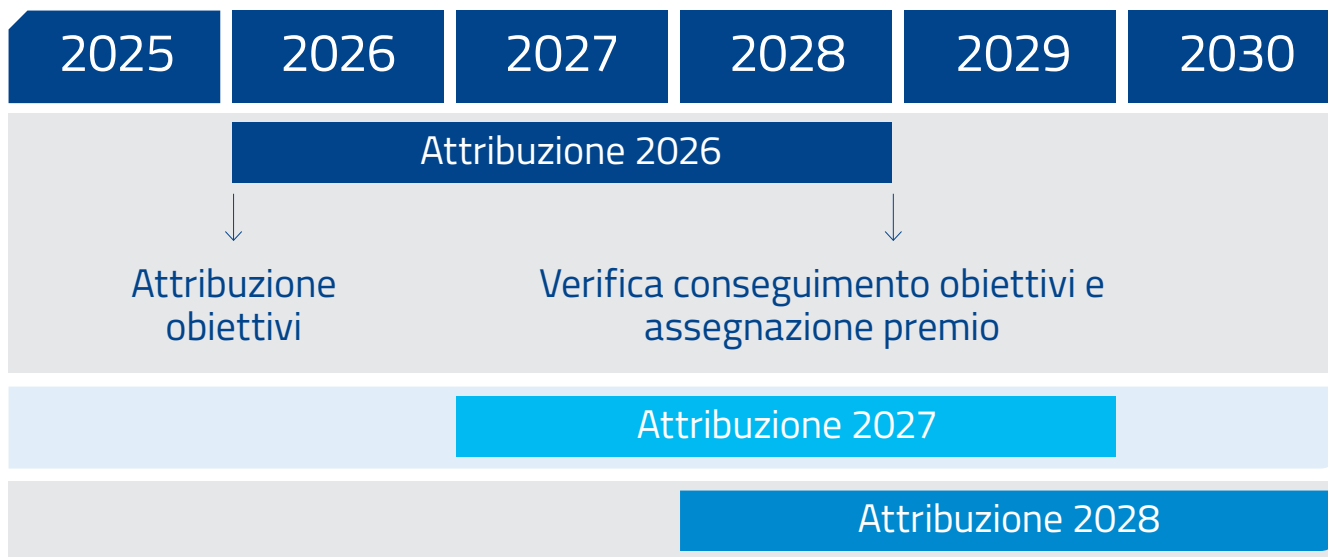 2025 2026 2027 2028 2029 2030
Attribuzione 2026
Attribuzione
obiettivi
Verifica conseguimento obiettivi e
assegnazione premio
Attribuzione 2027
Attribuzione 2028